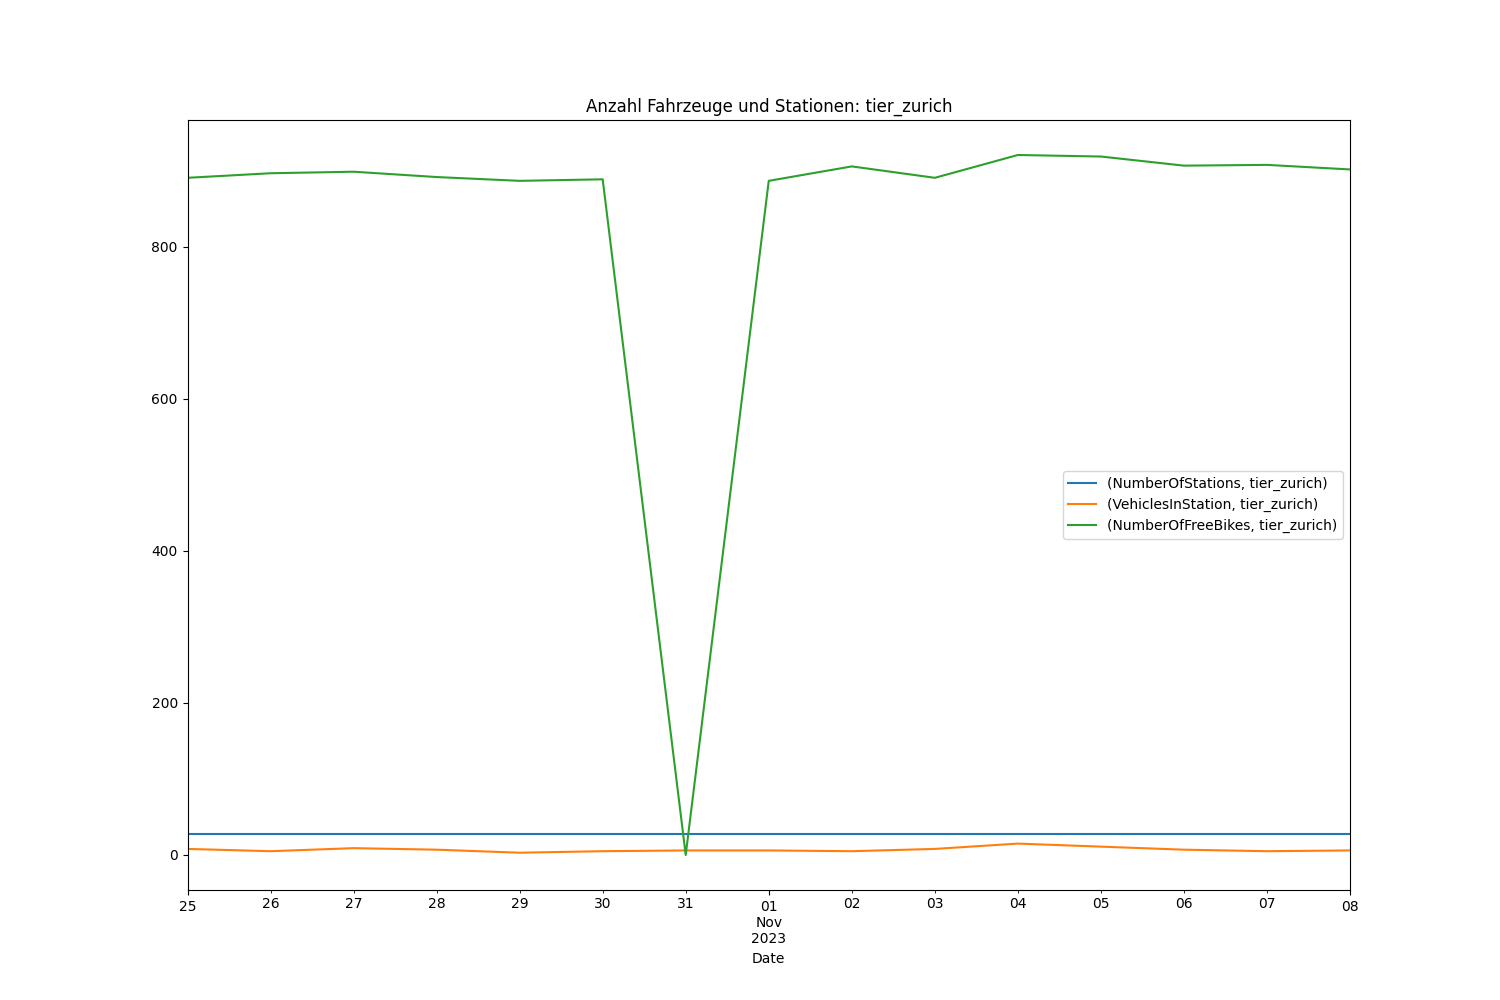 Anzahl Fahrzeuge und Stationen: tier_zurich
800
600
400
200
0
(NumberOfStations, tier_zurich)
(VehiclesInStation, tier_zurich)
(NumberOfFreeBikes, tier_zurich)
25 26 27 28 29 30 31 01 02 03 04 05 06 07 08
Nov
2023
Date